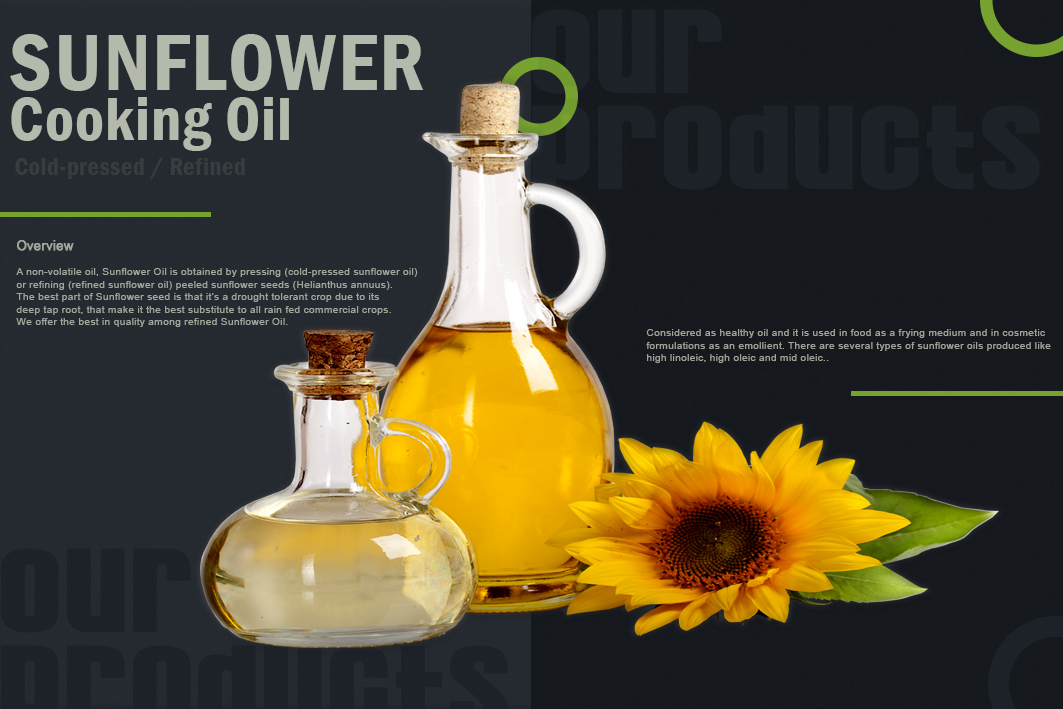 SUNFLOWER
Cooking Oil
Cold-pressed / Refined
Overview
A non-volatile oil, Sunflower Oil is obtained by pressing (cold-pressed sunflower oil)
or refining (refined sunflower oil) peeled sunflower seeds (Helianthus annuus).
The best part of Sunflower seed is that it's a drought tolerant crop due to its
deep tap root, that make it the best substitute to all rain fed commercial crops.
We offer the best in quality among refined Sunflower Oil.
our
products
Considered as healthy oil and it is used in food as a frying medium and in cosmetic
formulations as an emollient. There are several types of sunflower oils produced like
high linoleic, high oleic and mid oleic..
our
products